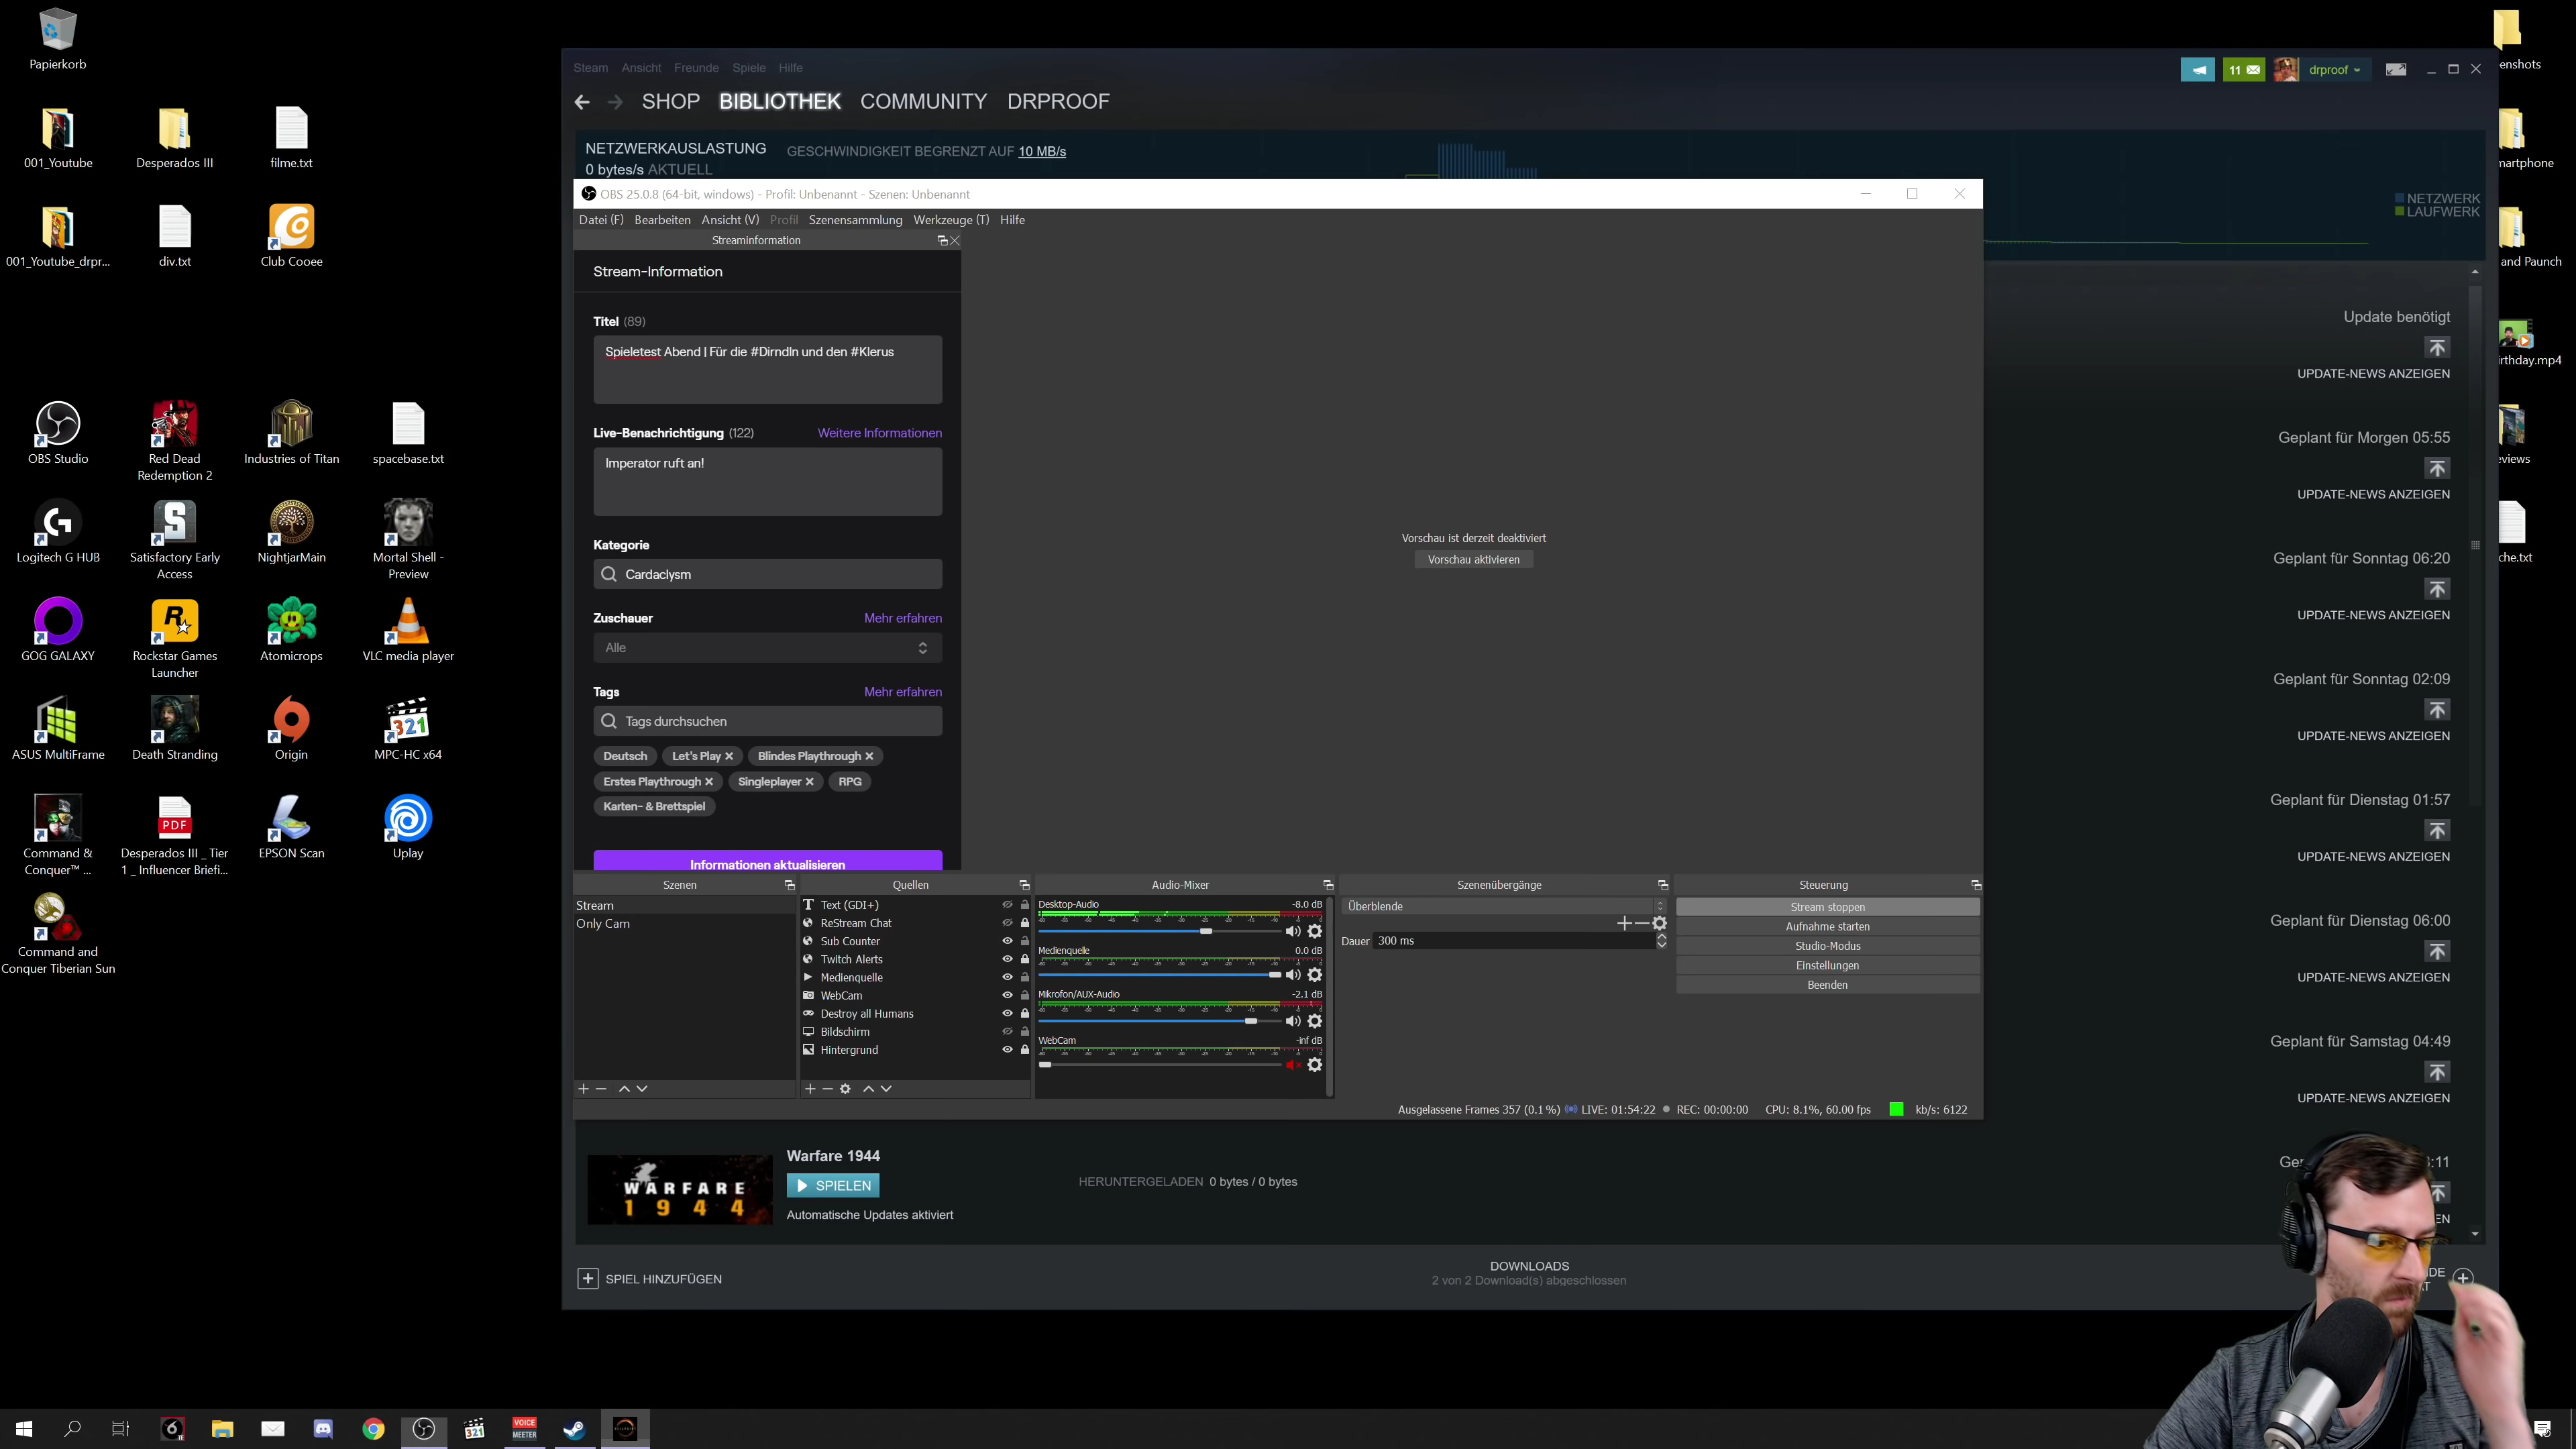 Papierkorb
001_Youtube
Desperados III
filme.txt
001_Youtube_drpr...
div.txt
Club Cooee
OBS Studio
Red Dead
Redemption 2
Industries of Titan
spacebase.txt
Logitech G HUB
Satisfactory Early
Access
NightjarMain
Mortal Shell -
Preview
GOG GALAXY
Rockstar Games
Launcher
Atomicrops
VLC media player
ASUS MultiFrame
Death Stranding
Origin
321
MPC-HC x64
Command &
Conquer™ ...
PDF
Desperados III _ Tier
1 _ Influencer Briefi...
EPSON Scan
Uplay
Command and
Conquer Tiberian Sun
Steam Ansicht Freunde Spiele Hilfe
11
drproof
SHOP BIBLIOTHEK COMMUNITY DRPROOF
NETZWERKAUSLASTUNG
GESCHWINDIGKEIT BEGRENZT AUF 10 MB/s
0 bytes/s AKTUELL
NETZWERK
LAUFWERK
OBS 25.0.8 (64-bit, windows) - Profil: Unbenannt - Szenen: Unbenannt
Datei (F) Bearbeiten Ansicht (V) Profil Szenensammlung Werkzeuge (T) Hilfe
Streaminformation
Stream-Information
Titel (89)
Spieletest Abend | Für die #Dirndln und den #Klerus
Live-Benachrichtigung (122) Weitere Informationen
Imperator ruft an!
Kategorie
Cardaclysm
Zuschauer Mehr erfahren
Alle
Tags Mehr erfahren
Tags durchsuchen
Deutsch Let's Play Blindes Playthrough
Erstes Playthrough Singleplayer RPG
Karten- & Brettspiel
Informationen aktualisieren
Vorschau ist derzeit deaktiviert
Vorschau aktivieren
Szenen
Stream
Only Cam
Quellen
Text (GDI+)
ReStream Chat
Sub Counter
Twitch Alerts
Medienquelle
WebCam
Destroy all Humans
Bildschirm
Hintergrund
Audio-Mixer
Desktop-Audio -8.0 dB
Medienquelle 0.0 dB
Mikrofon/AUX-Audio -2.1 dB
WebCam -inf dB
Szenenübergänge
Überblende
Dauer 300 ms
Steuerung
Stream stoppen
Aufnahme starten
Studio-Modus
Einstellungen
Beenden
Ausgelassene Frames 357 (0.1 %) LIVE: 01:54:22 REC: 00:00:00 CPU: 8.1%, 60.00 fps kb/s: 6122
Update benötigt
UPDATE-NEWS ANZEIGEN
Geplant für Morgen 05:55
UPDATE-NEWS ANZEIGEN
Geplant für Sonntag 06:20
UPDATE-NEWS ANZEIGEN
Geplant für Sonntag 02:09
UPDATE-NEWS ANZEIGEN
Geplant für Dienstag 01:57
UPDATE-NEWS ANZEIGEN
Geplant für Dienstag 06:00
UPDATE-NEWS ANZEIGEN
Geplant für Samstag 04:49
UPDATE-NEWS ANZEIGEN
WARFARE
1944
Warfare 1944
SPIELEN
Automatische Updates aktiviert
HERUNTERGELADEN 0 bytes / 0 bytes
SPIEL HINZUFÜGEN
DOWNLOADS
2 von 2 Download(s) abgeschlossen
enshots
martphone
and Paunch
irthday.mp4
eviews
che.txt
VOICE
MEETER